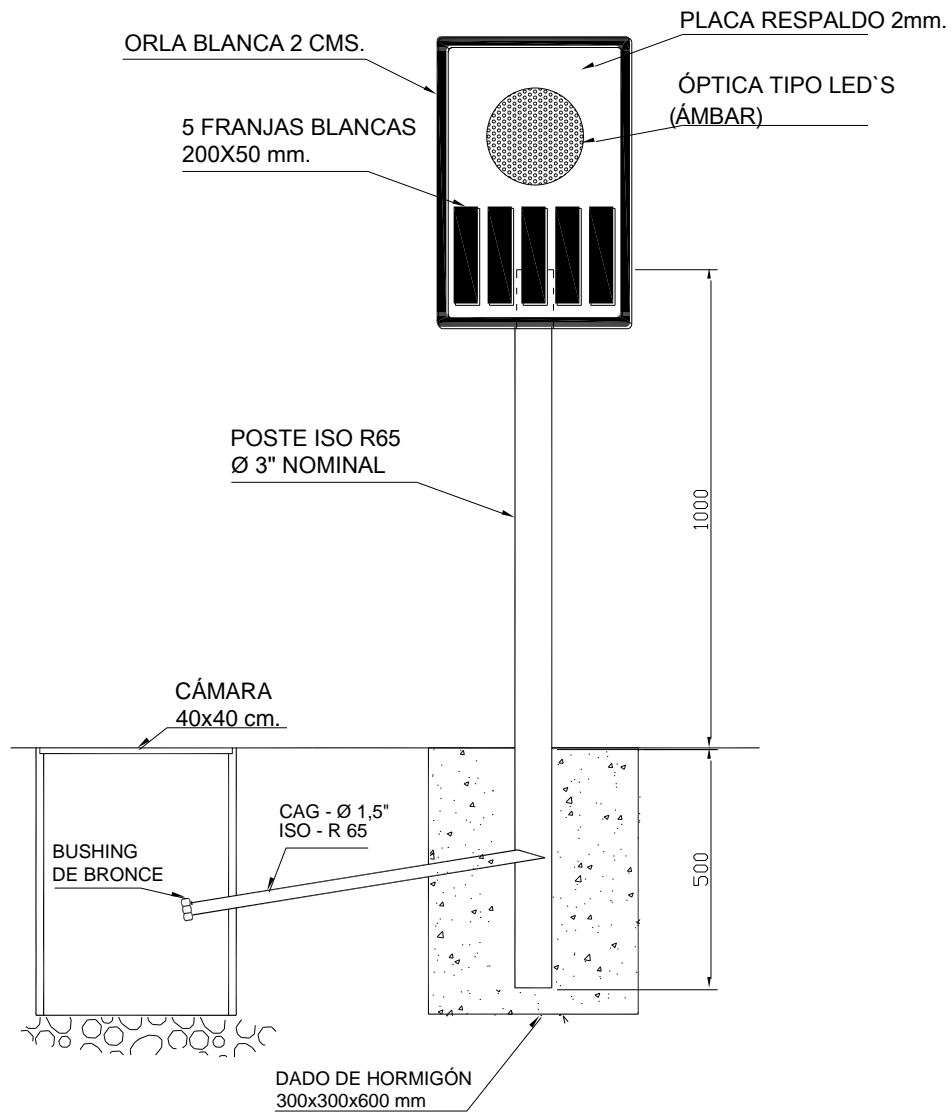 PLACA RESPALDO 2mm.
ORLA BLANCA 2 CMS.
ÓPTICA TIPO LED`S
(ÁMBAR)
5 FRANJAS BLANCAS
200X50 mm.
POSTE ISO R65
Ø 3" NOMINAL
1000
CÁMARA
40x40 cm.
CAG - Ø 1,5"
ISO - R 65
BUSHING
DE BRONCE
500
DADO DE HORMIGÓN
300x300x600 mm